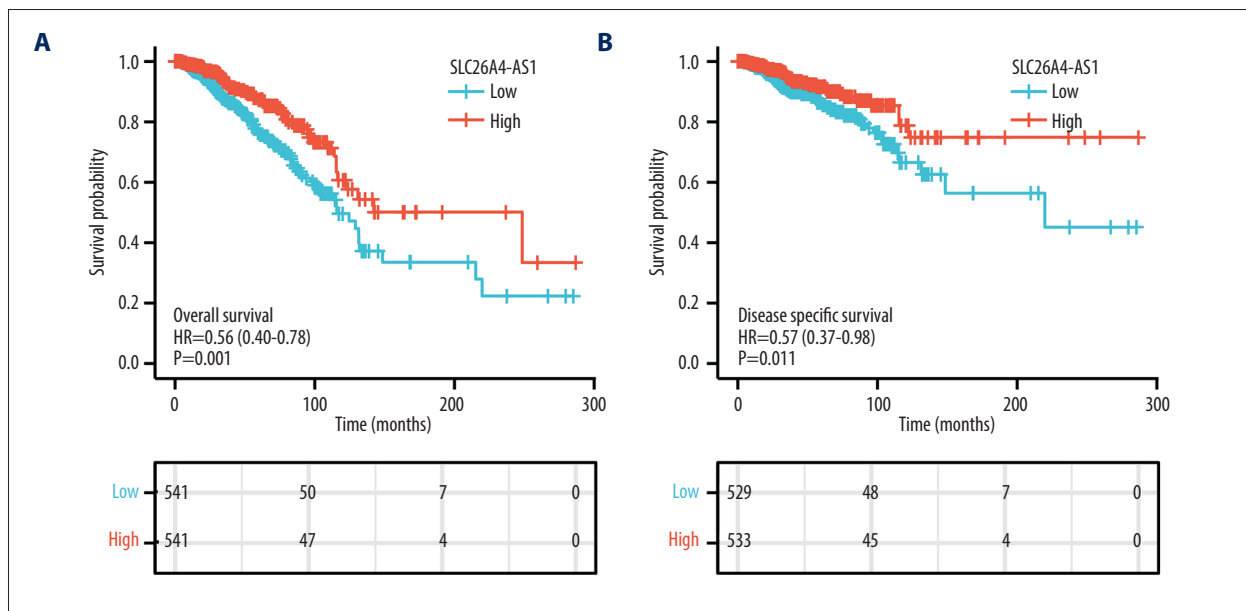 A
SLC26A4-AS1
Low
High
1.0
0.8
0.6
0.4
0.2
0.0
Survival probability
Overall survival
HR=0.56 (0.40-0.78)
P=0.001
0 100 200 300
Time (months)
Low 541 50 7 0
High 541 47 4 0
B
SLC26A4-AS1
Low
High
1.0
0.8
0.6
0.4
0.2
0.0
Survival probability
Disease specific survival
HR=0.57 (0.37-0.98)
P=0.011
0 100 200 300
Time (months)
Low 529 48 7 0
High 533 45 4 0